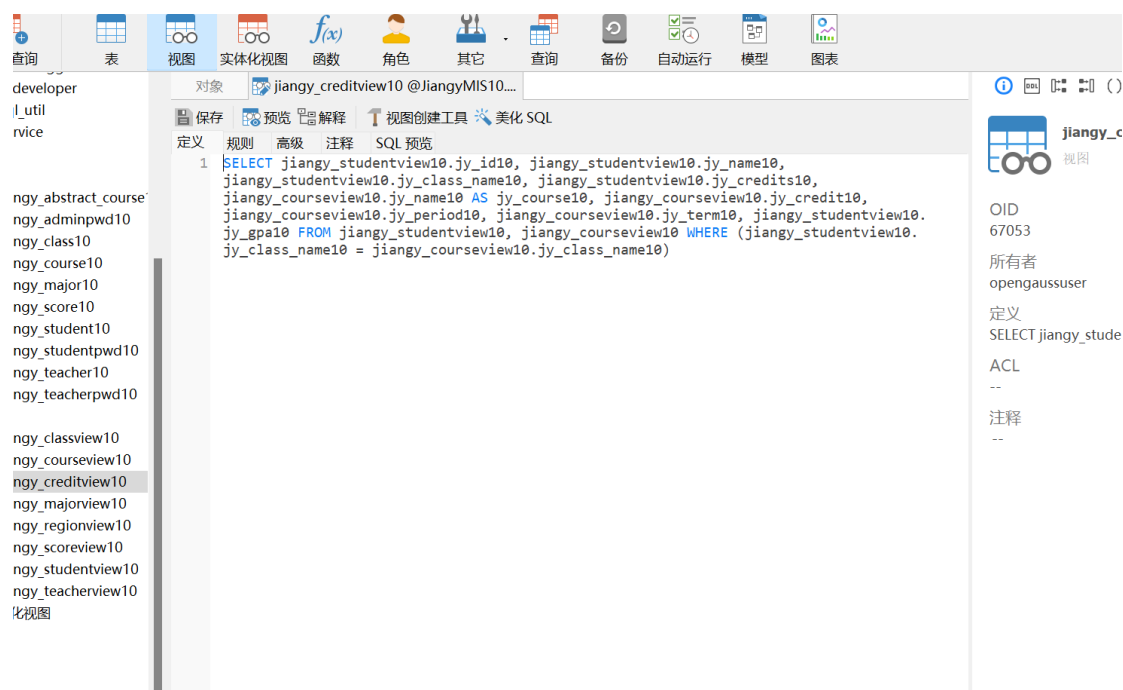 查询
表
视图
实体化视图
函数
角色
其它
查询
备份
自动运行
模型
图表
developer
l_util
rvice
ngy_abstract_course
ngy_adminpwd10
ngy_class10
ngy_course10
ngy_major10
ngy_score10
ngy_student10
ngy_studentpwd10
ngy_teacher10
ngy_teacherpwd10
ngy_classview10
ngy_courseview10
ngy_creditview10
ngy_majorview10
ngy_regionview10
ngy_scoreview10
ngy_studentview10
ngy_teacherview10
化视图
对象
jiangy_creditview10 @JiangyMIS10....
保存
预览
解释
视图创建工具
美化 SQL
定义
规则
高级
注释
SQL 预览
1
SELECT jiangy_studentview10.jy_id10, jiangy_studentview10.jy_name10,
jiangy_studentview10.jy_class_name10, jiangy_studentview10.jy_credits10,
jiangy_courseview10.jy_name10 AS jy_course10, jiangy_courseview10.jy_credit10,
jiangy_courseview10.jy_period10, jiangy_courseview10.jy_term10, jiangy_studentview10.
jy_gpa10 FROM jiangy_studentview10, jiangy_courseview10 WHERE (jiangy_studentview10.
jy_class_name10 = jiangy_courseview10.jy_class_name10)
DDL
jiangy_c
视图
OID
67053
所有者
opengaussuser
定义
SELECT jiangy_stude
ACL
--
注释
--